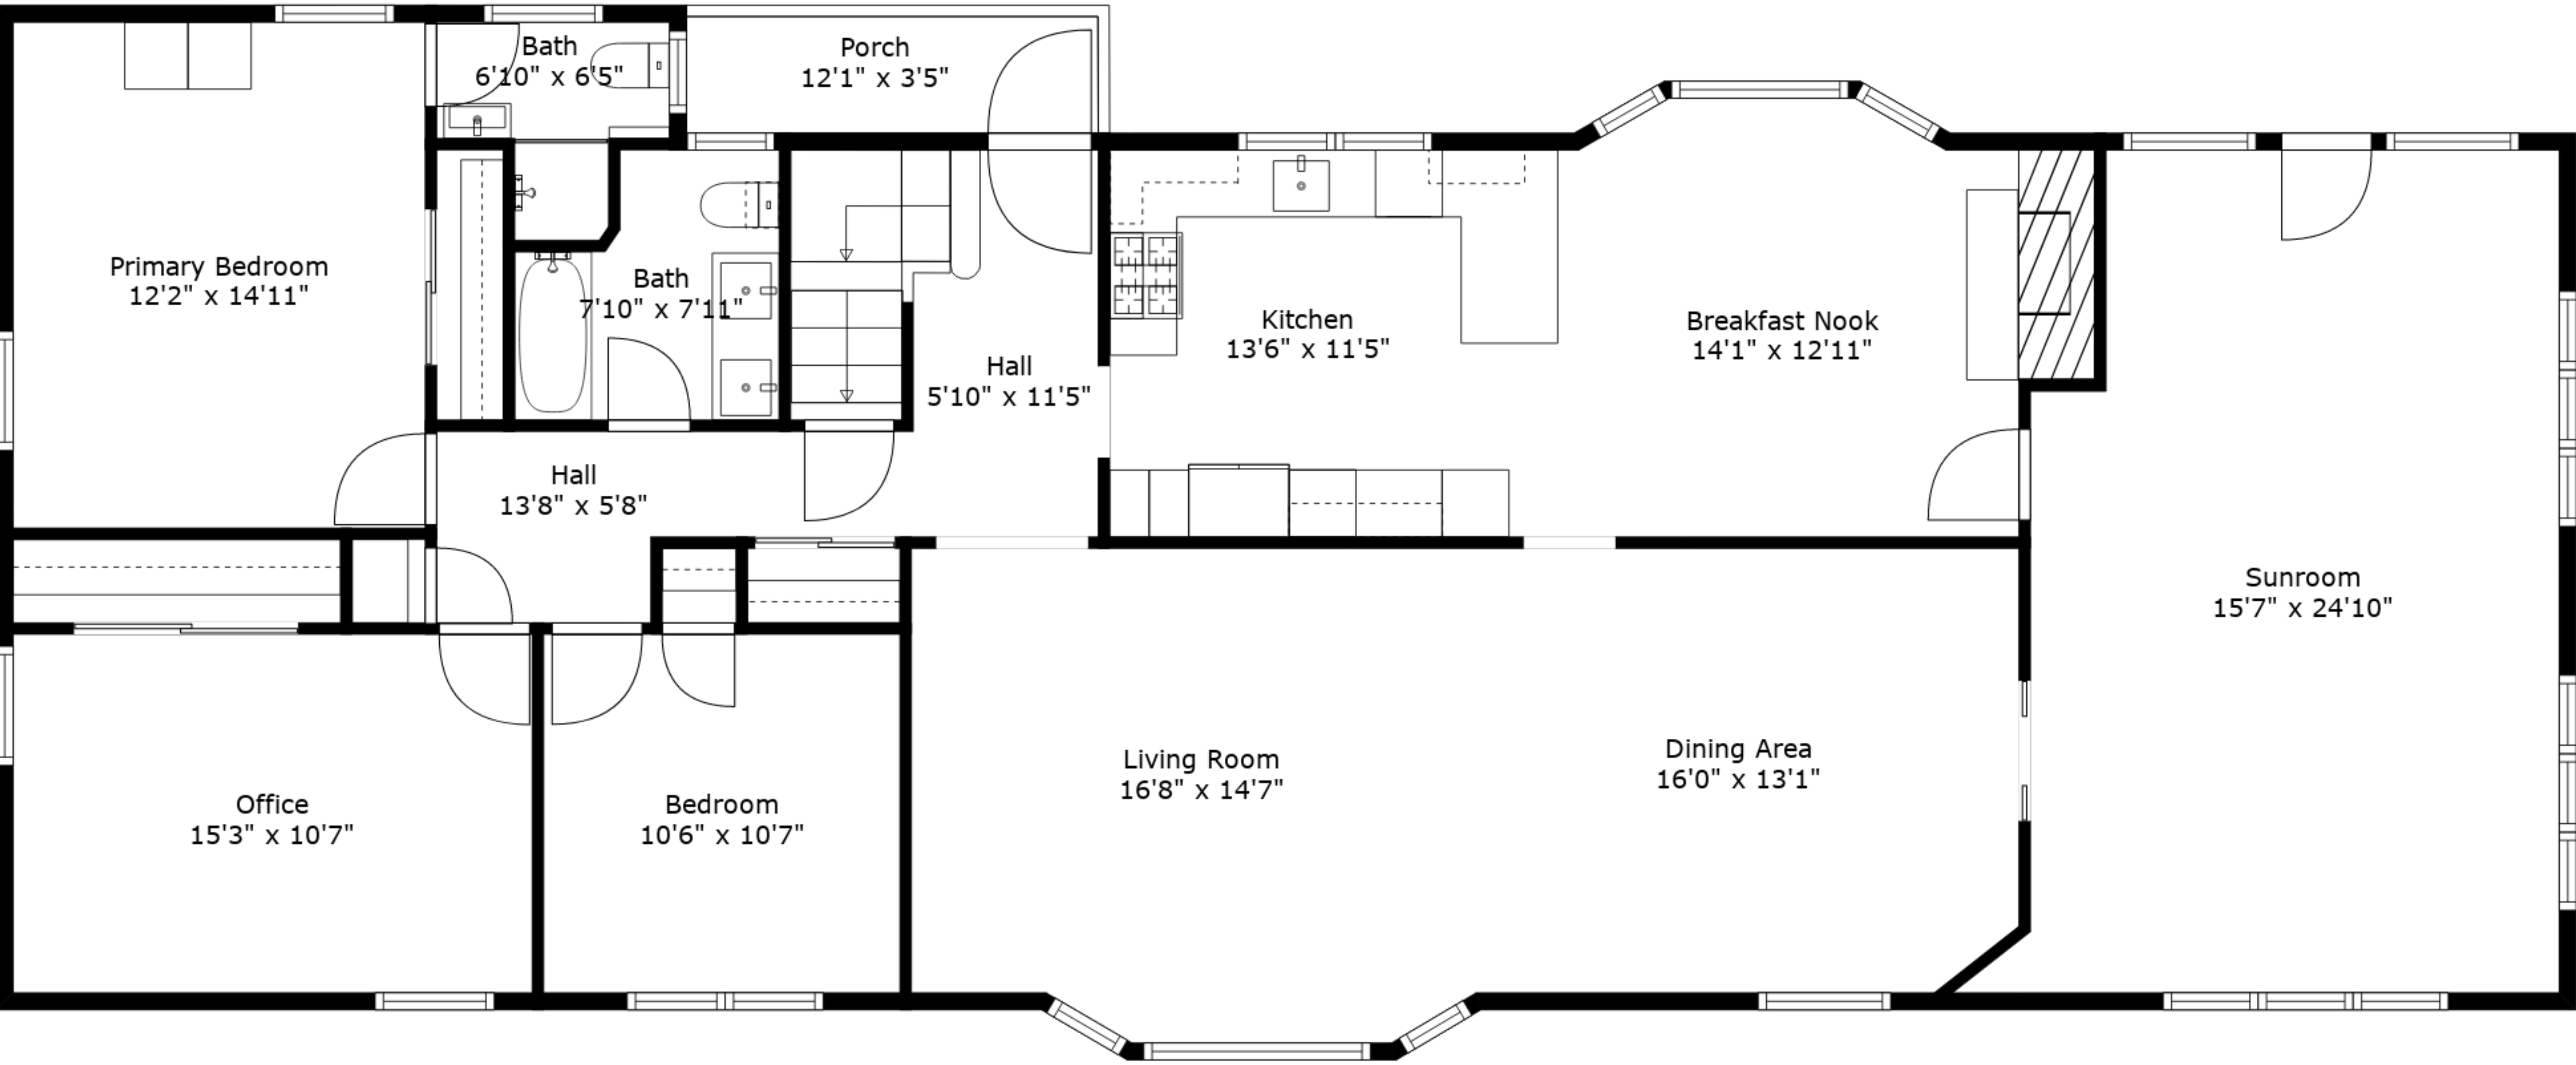 Bath
6'10" x 6'5"
Porch
12'1" x 3'5"
Primary Bedroom
12'2" x 14'11"
Bath
7'10" x 7'11"
Hall
5'10" x 11'5"
Kitchen
13'6" x 11'5"
Breakfast Nook
14'1" x 12'11"
Hall
13'8" x 5'8"
Sunroom
15'7" x 24'10"
Office
15'3" x 10'7"
Bedroom
10'6" x 10'7"
Living Room
16'8" x 14'7"
Dining Area
16'0" x 13'1"